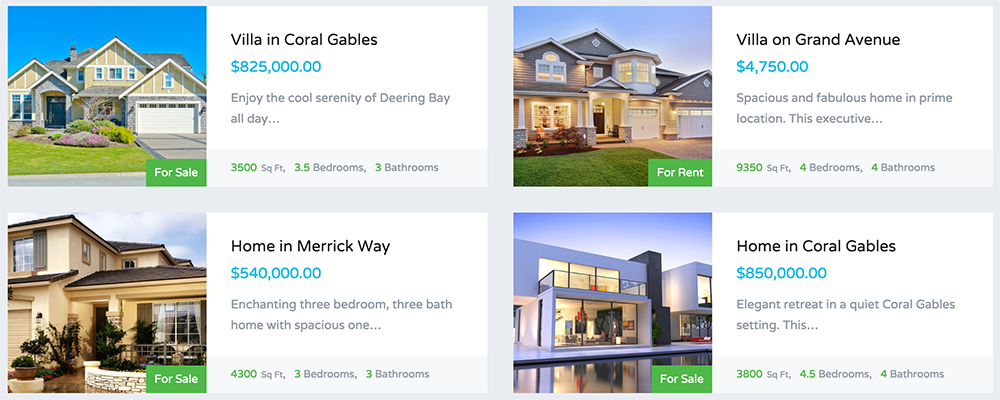 Villa in Coral Gables
$825,000.00
Enjoy the cool serenity of Deering Bay
all day...
For Sale
3500 Sq Ft, 3.5 Bedrooms, 3 Bathrooms
Villa on Grand Avenue
$4,750.00
Spacious and fabulous home in prime
location. This executive...
For Rent
9350 Sq Ft, 4 Bedrooms, 4 Bathrooms
Home in Merrick Way
$540,000.00
Enchanting three bedroom, three bath
home with spacious one...
For Sale
4300 Sq Ft, 3 Bedrooms, 3 Bathrooms
Home in Coral Gables
$850,000.00
Elegant retreat in a quiet Coral Gables
setting. This...
For Sale
3800 Sq Ft, 4.5 Bedrooms, 4 Bathrooms